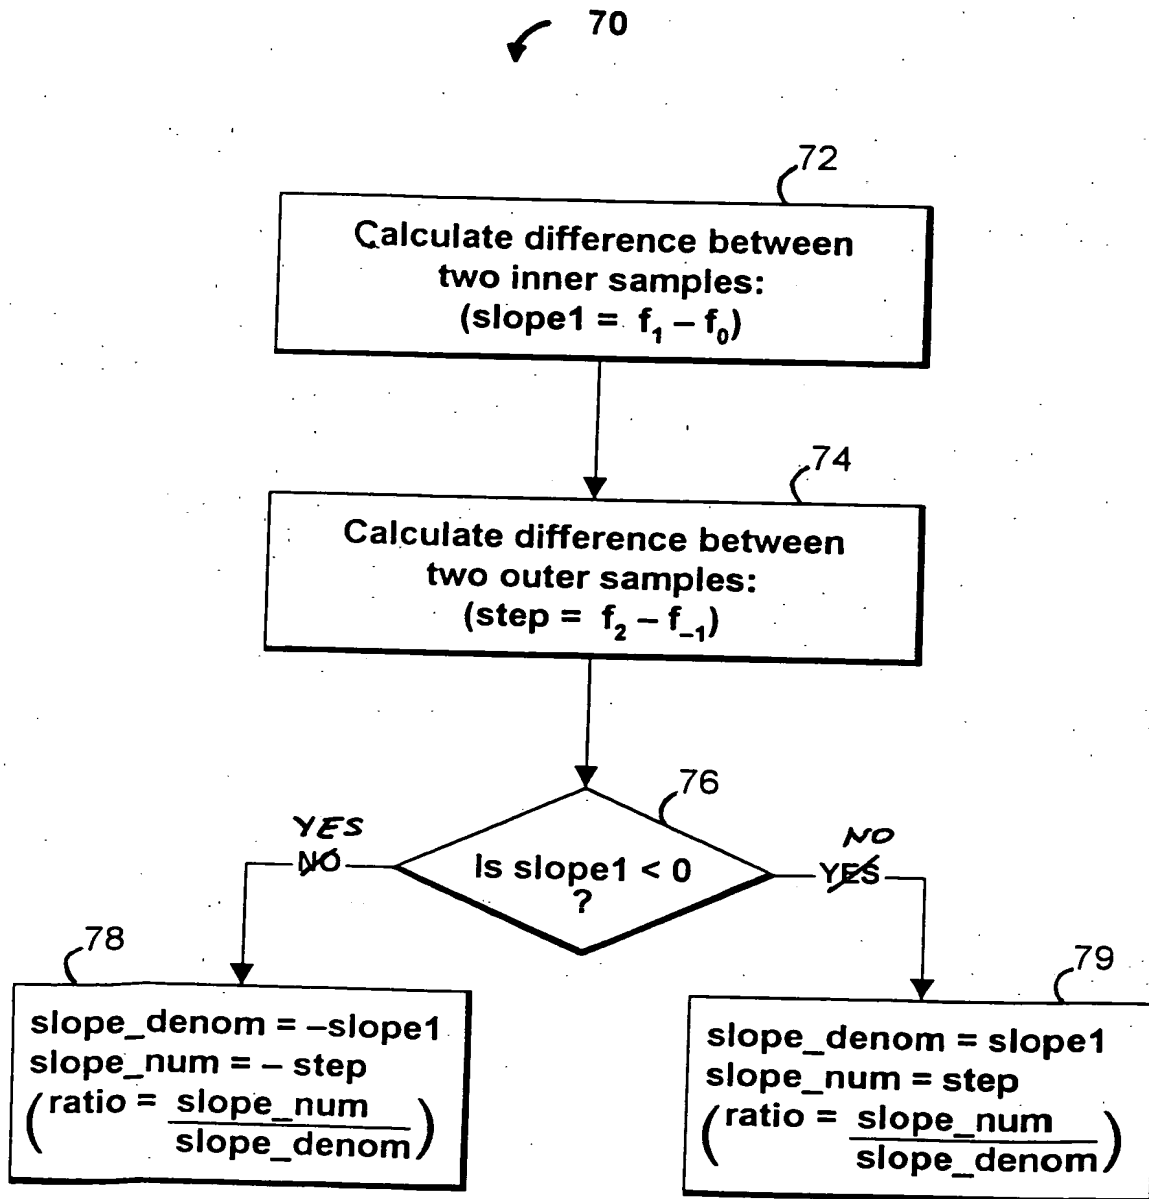 70
72
Calculate difference between
two inner samples:
(slope1 = f₁ – f₀)
74
Calculate difference between
two outer samples:
(step = f₂ – f₋₁)
76
YES
NO
NO
YES
Is slope1 < 0
?
78
slope_denom = –slope1
slope_num = – step
(ratio = slope_num
slope_denom)
79
slope_denom = slope1
slope_num = step
(ratio = slope_num
slope_denom)